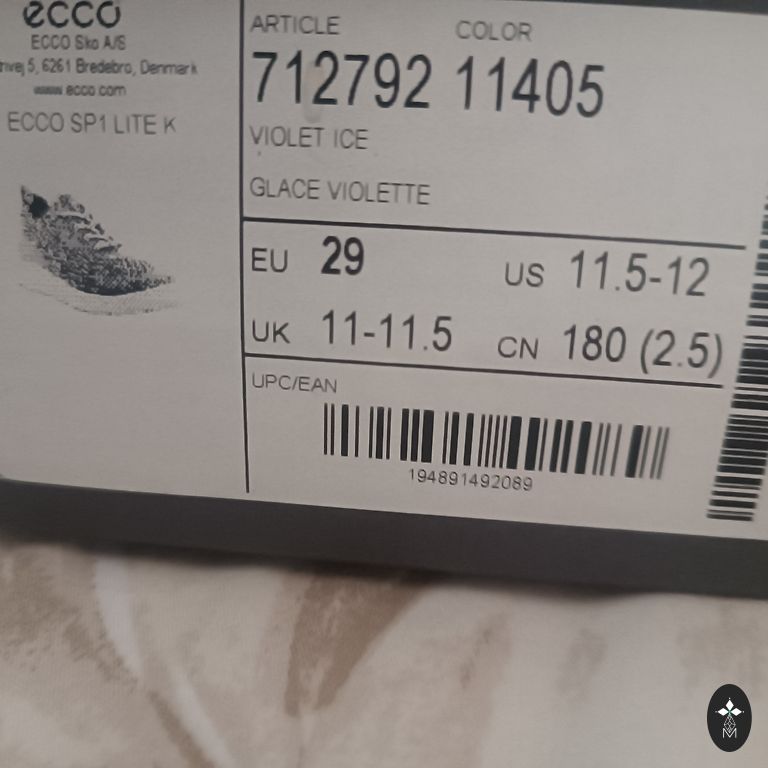 ecco
ECCO Sko A/S
5, 6261 Bredebro, Denmark
www.ecco.com
ECCO SP1 LITE K
ARTICLE COLOR
712792 11405
VIOLET ICE
GLACE VIOLETTE
EU 29 US 11.5-12
UK 11-11.5 CN 180 (2.5)
UPC/EAN
194891492089
M